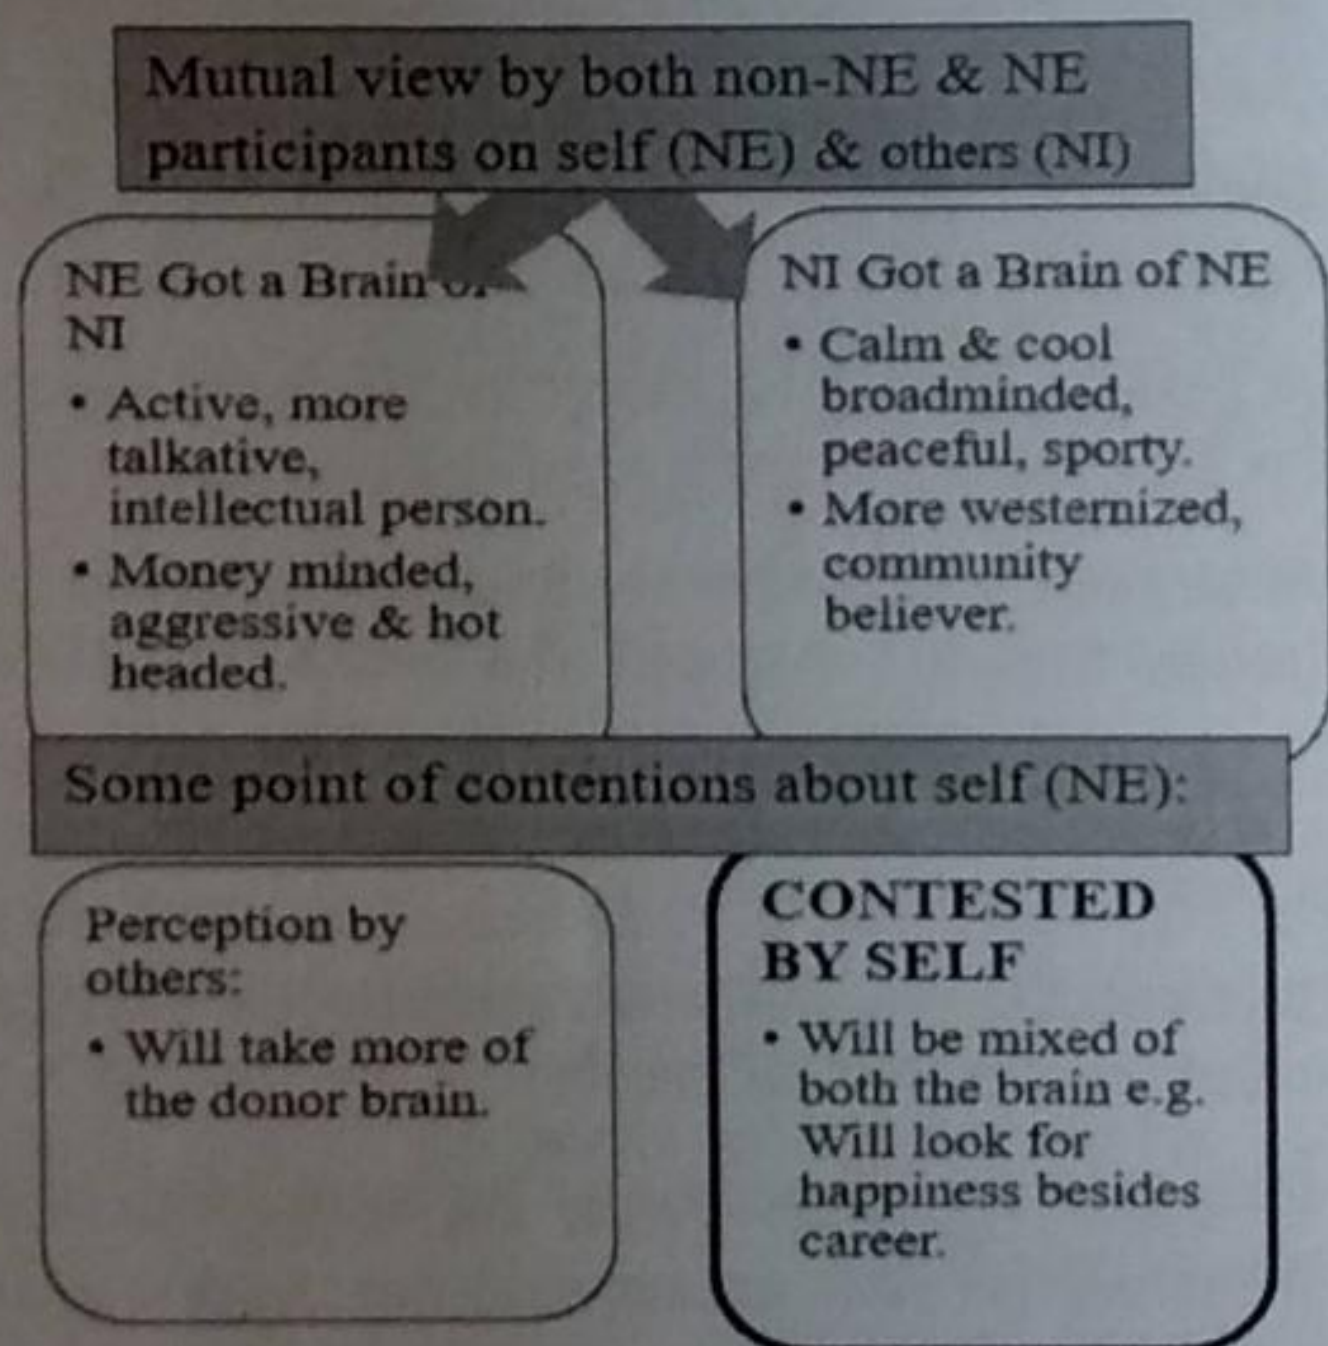 Mutual view by both non-NE & NE
participants on self (NE) & others (NI)
NE Got a Brain of
NI
• Active, more
talkative,
intellectual person.
• Money minded,
aggressive & hot
headed.
NI Got a Brain of NE
• Calm & cool
broadminded,
peaceful, sporty.
• More westernized,
community
believer.
Some point of contentions about self (NE):
Perception by
others:
• Will take more of
the donor brain.
CONTESTED
BY SELF
• Will be mixed of
both the brain e.g.
Will look for
happiness besides
career.